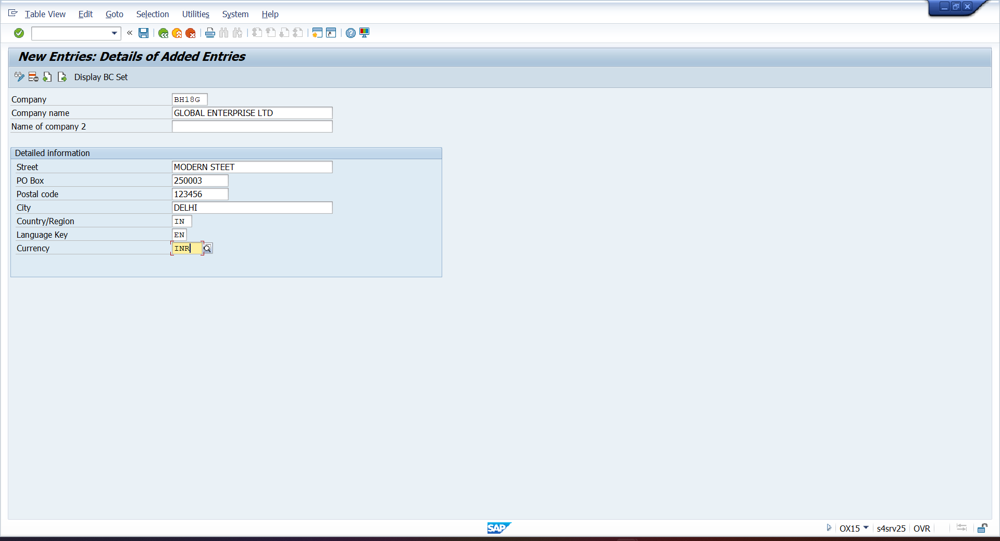 Table View Edit Goto Selection Utilities System Help
New Entries: Details of Added Entries
Display BC Set
Company BH18G
Company name GLOBAL ENTERPRISE LTD
Name of company 2
Detailed information
Street MODERN STEET
PO Box 250003
Postal code 123456
City DELHI
Country/Region IN
Language Key EN
Currency INR
SAP OX15 s4srv25 OVR